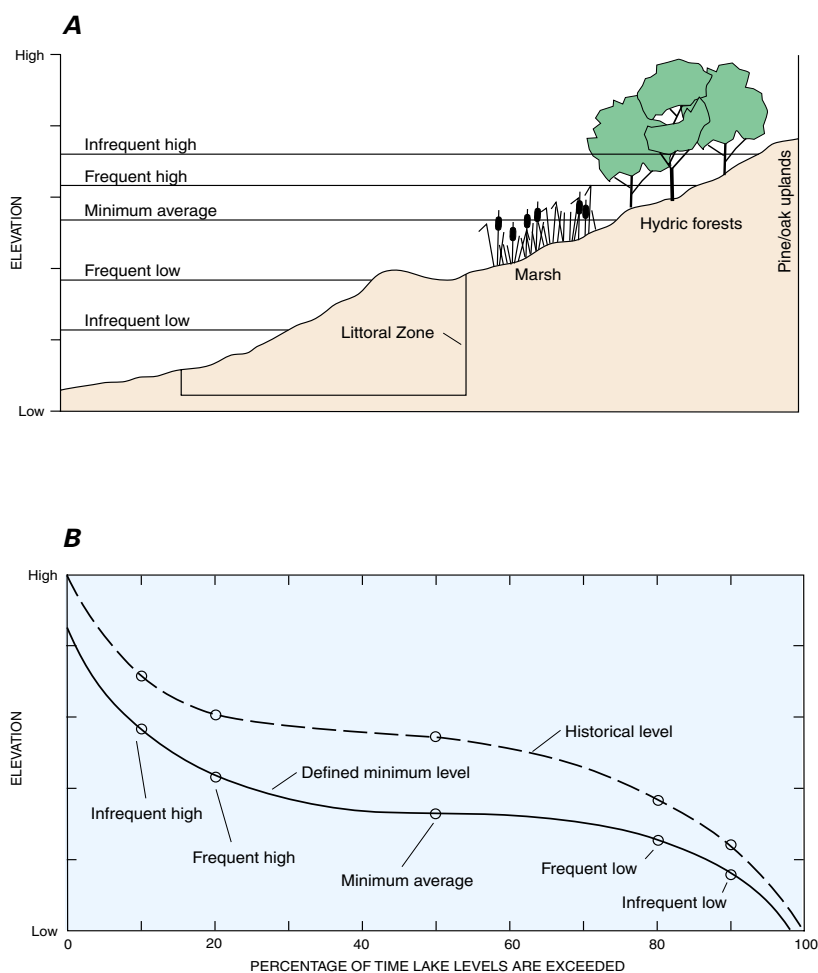 A
High
Infrequent high
Frequent high
Minimum average
Frequent low
Infrequent low
Low
ELEVATION
Littoral Zone
Marsh
Hydric forests
Pine/oak uplands
B
High
Low
ELEVATION
Historical level
Defined minimum level
Infrequent high
Frequent high
Minimum average
Frequent low
Infrequent low
0 20 40 60 80 100
PERCENTAGE OF TIME LAKE LEVELS ARE EXCEEDED